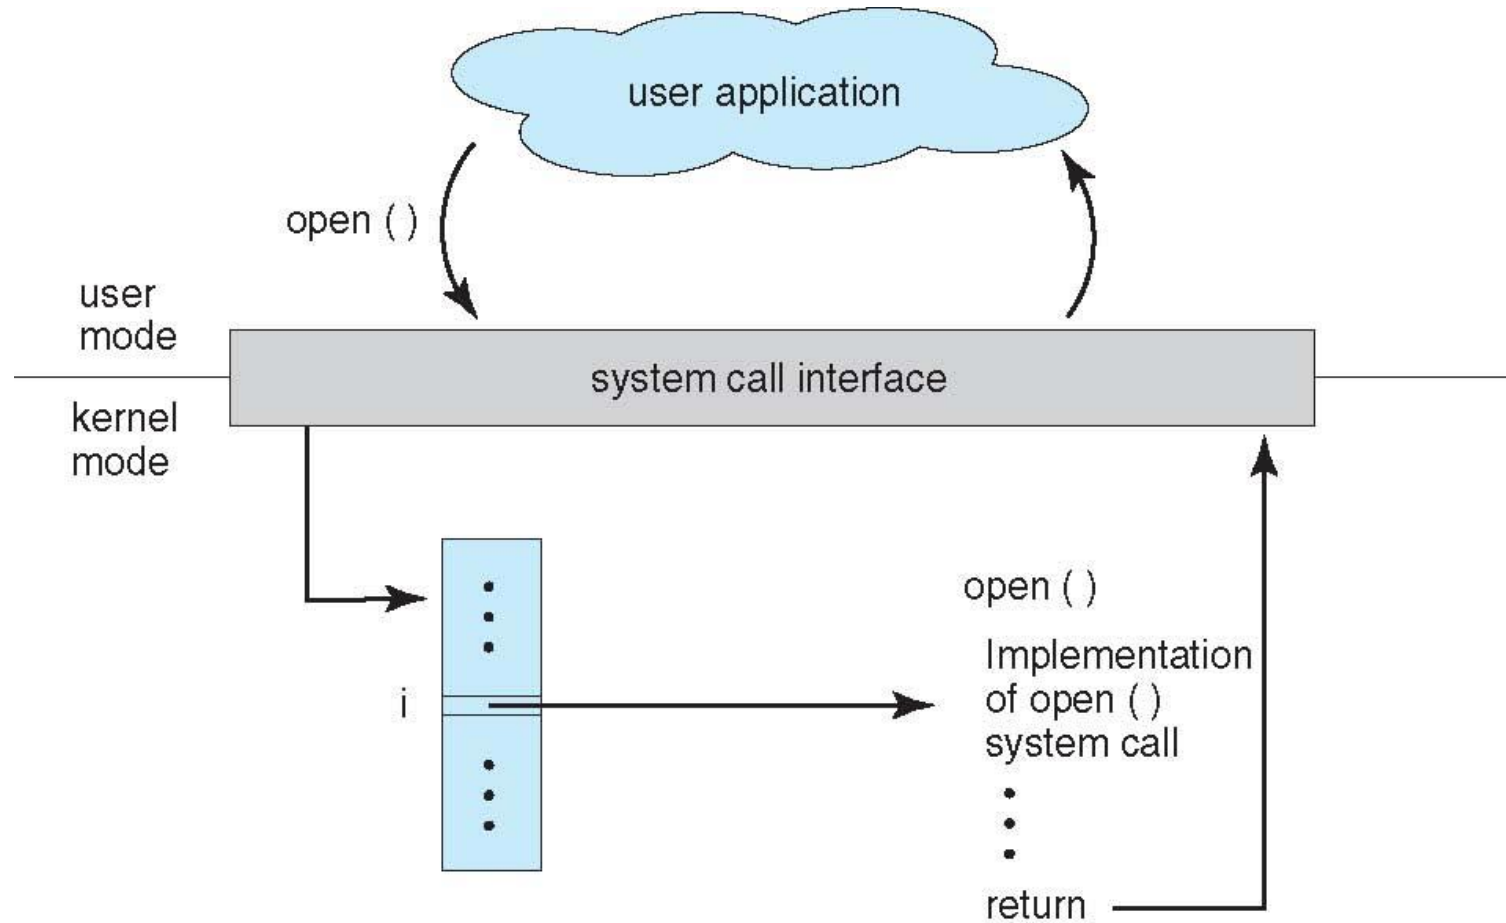 user application
open ( )
user
mode
system call interface
kernel
mode
open ( )
Implementation
i
of open ( )
system call
return